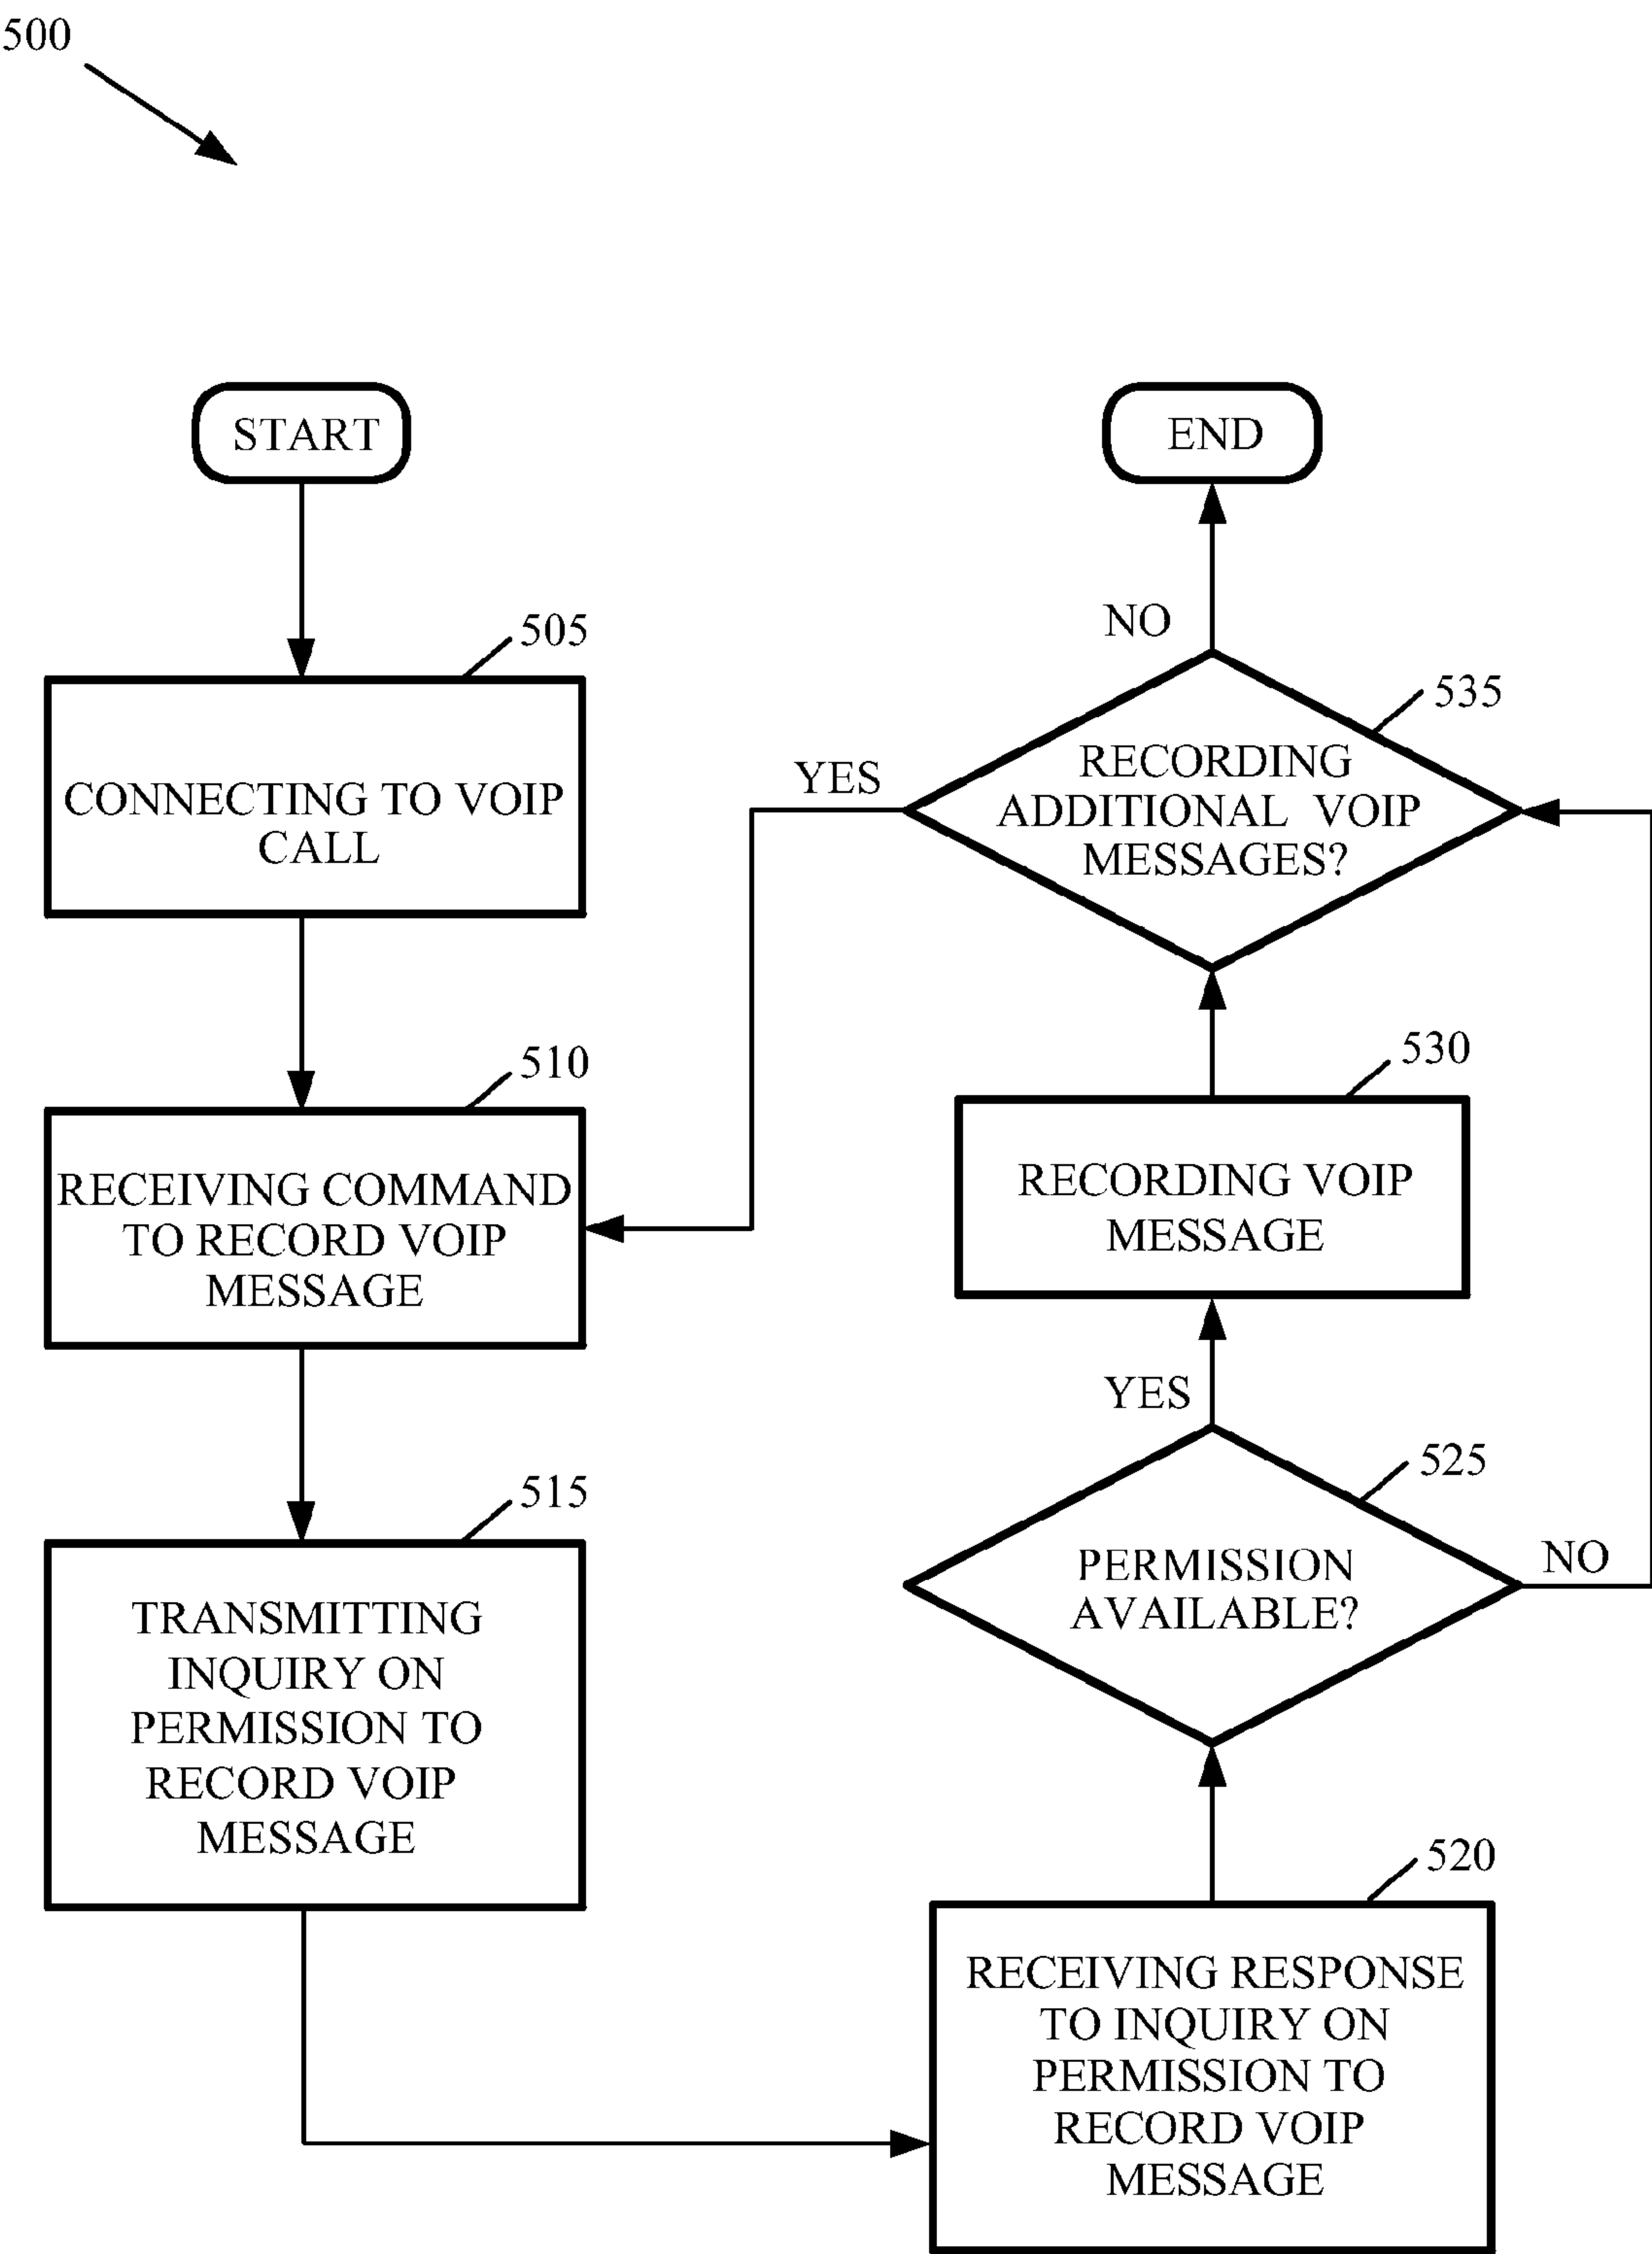 500
START
505
CONNECTING TO VOIP
CALL
510
RECEIVING COMMAND
TO RECORD VOIP
MESSAGE
515
TRANSMITTING
INQUIRY ON
PERMISSION TO
RECORD VOIP
MESSAGE
520
RECEIVING RESPONSE
TO INQUIRY ON
PERMISSION TO
RECORD VOIP
MESSAGE
525
PERMISSION
AVAILABLE?
NO
YES
530
RECORDING VOIP
MESSAGE
535
RECORDING
ADDITIONAL VOIP
MESSAGES?
YES
NO
END